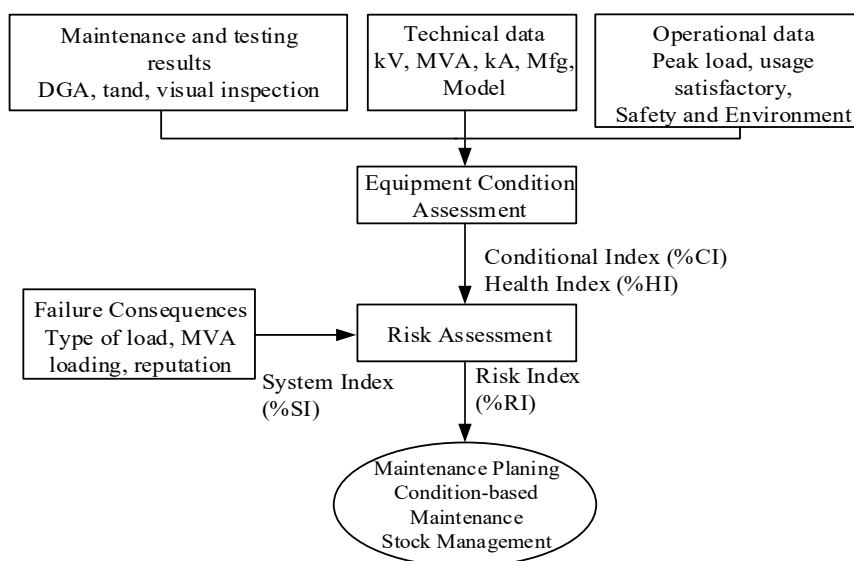 Maintenance and testing
results
DGA, tand, visual inspection
Technical data
kV, MVA, kA, Mfg,
Model
Operational data
Peak load, usage
satisfactory,
Safety and Environment
Equipment Condition
Assessment
Conditional Index (%CI)
Health Index (%HI)
Failure Consequences
Type of load, MVA
loading, reputation
System Index
(%SI)
Risk Assessment
Risk Index
(%RI)
Maintenance Planing
Condition-based
Maintenance
Stock Management